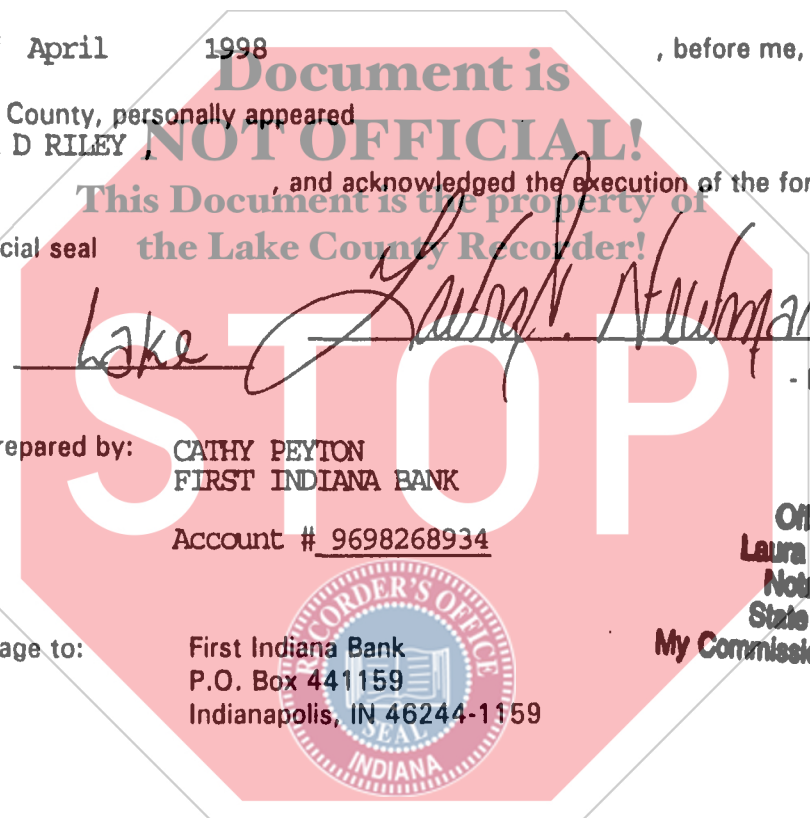 April 1998 , before me,
Document is
County, personally appeared
D RILEY ,
NOT OFFICIAL!
, and acknowledged the execution of the for
This Document is the property of
cial seal
the Lake County Recorder!
Lake
Newman
STOP
repared by: CATHY PEYTON
FIRST INDIANA BANK
Account # 9698268934
Laura
State
My Commissio
age to: First Indiana Bank
P.O. Box 441159
Indianapolis, IN 46244-1159
RECORDER'S OFFICE
SEAL
INDIANA